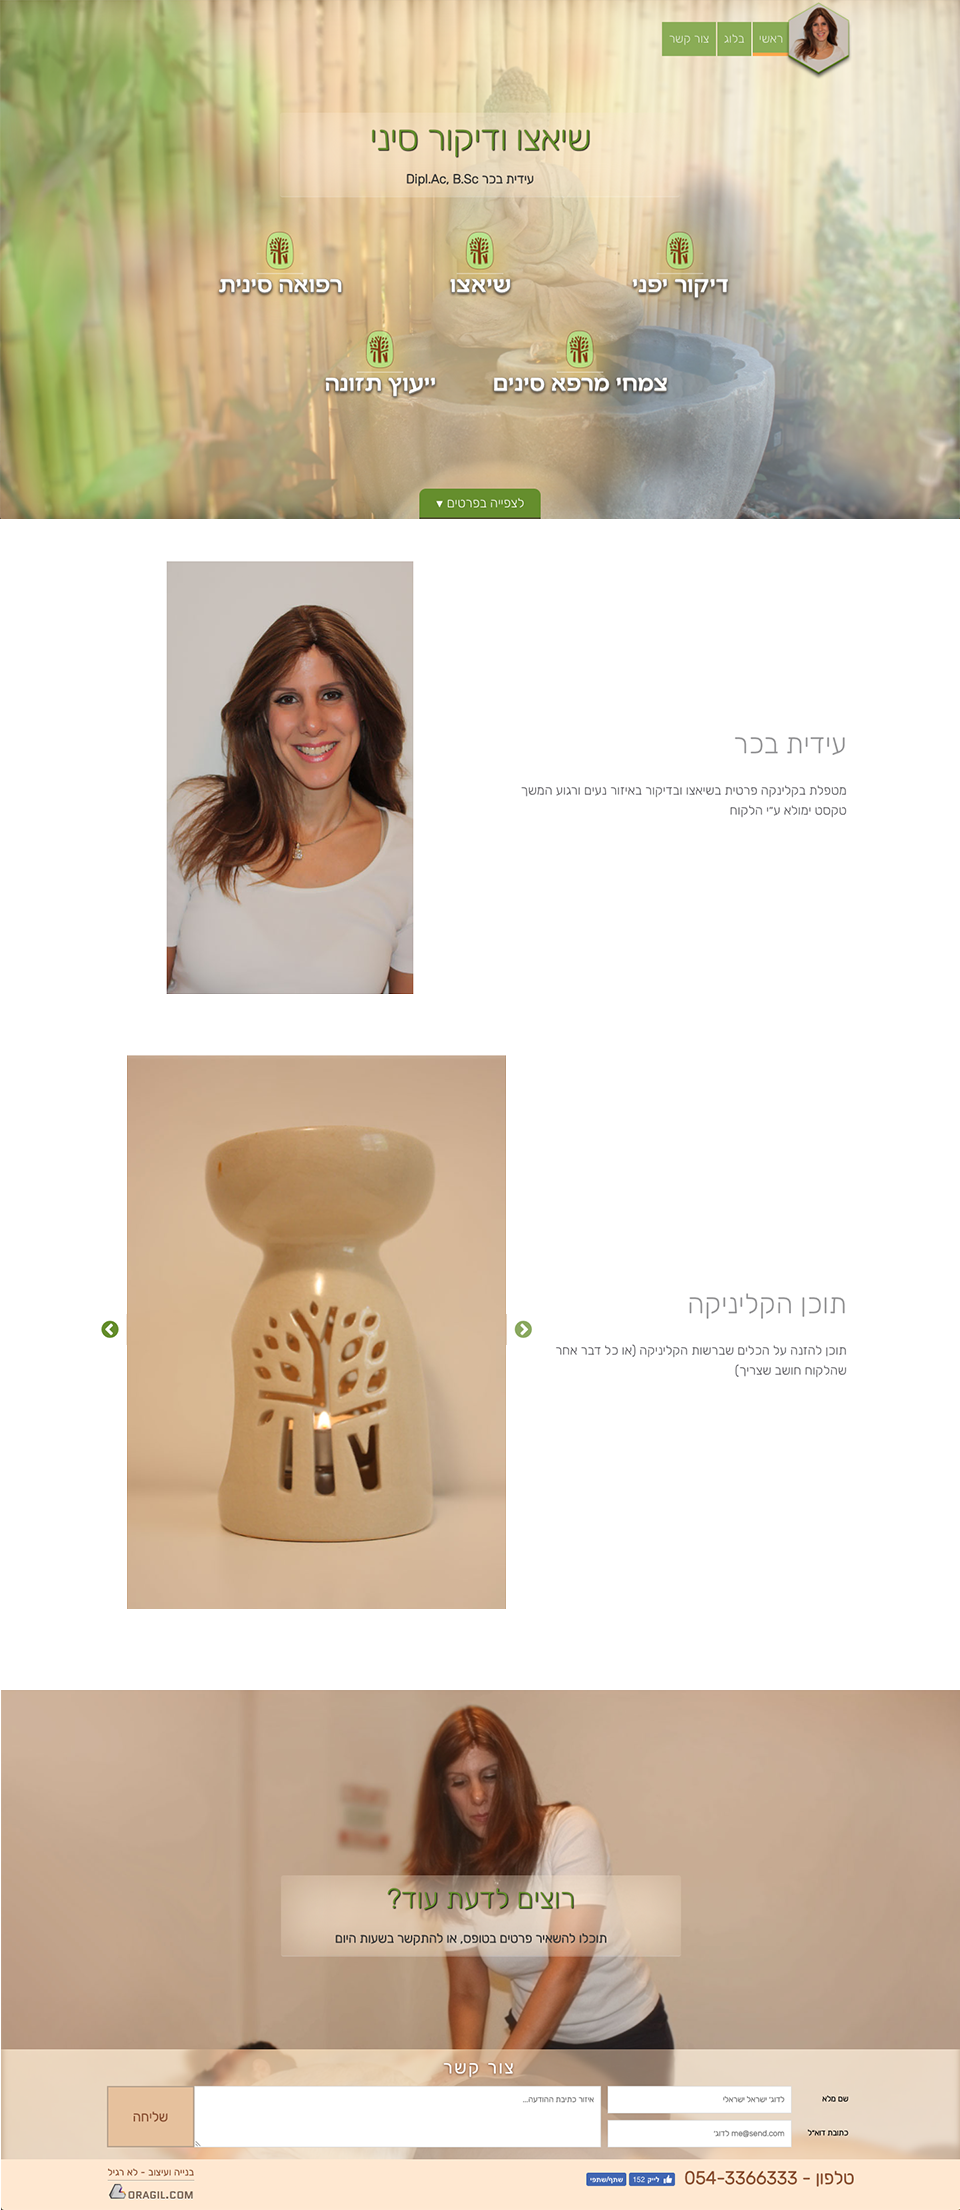 ראשי
בלוג
צור קשר
שיאצו ודיקור סיני
עידית בכר Dipl.Ac, B.Sc
דיקור יפני
שיאצו
רפואה סינית
צמחי מרפא סינים
ייעוץ תזונה
לצפייה בפרטים ▾
עידית בכר
מטפלת בקלינקה פרטית בשיאצו ובדיקור באיזור נעים ורגוע המשך
טקסט ימולא ע״י הלקוח
תוכן הקליניקה
תוכן להזנה על הכלים שברשות הקליניקה (או כל דבר אחר
שהלקוח חושב שצריך)
רוצים לדעת עוד?
תוכלו להשאיר פרטים בטופס, או להתקשר בשעות היום
צור קשר
שם מלא
לדוג׳ ישראל ישראלי
כתובת דוא״ל
לדוג׳ me@send.com
איזור כתיבת ההודעה...
שליחה
טלפון - 054-3366333
לייק 152
שתף/שתפי
בנייה ועיצוב - לא רגיל
ORAGIL.COM